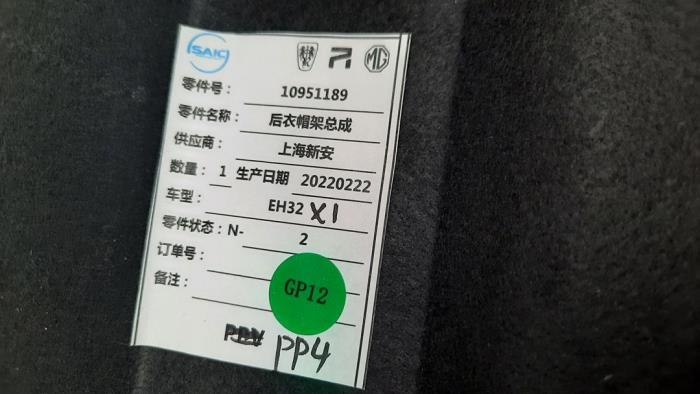 SAIC MG
零件号： 10951189
零件名称： 后衣帽架总成
供应商： 上海新安
数量： 1 生产日期 20220222
车型： EH32 X1
零件状态：N- 2
订单号：
备注：
GP12
PP4